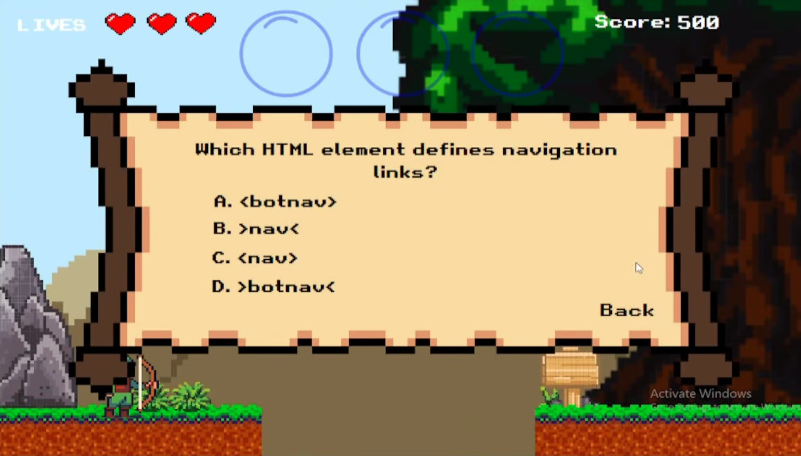 LIVES
Score: 500
Which HTML element defines navigation
links?
A. <botnav>
B. >nav<
C. <nav>
D. >botnav<
Back
Activate Windows